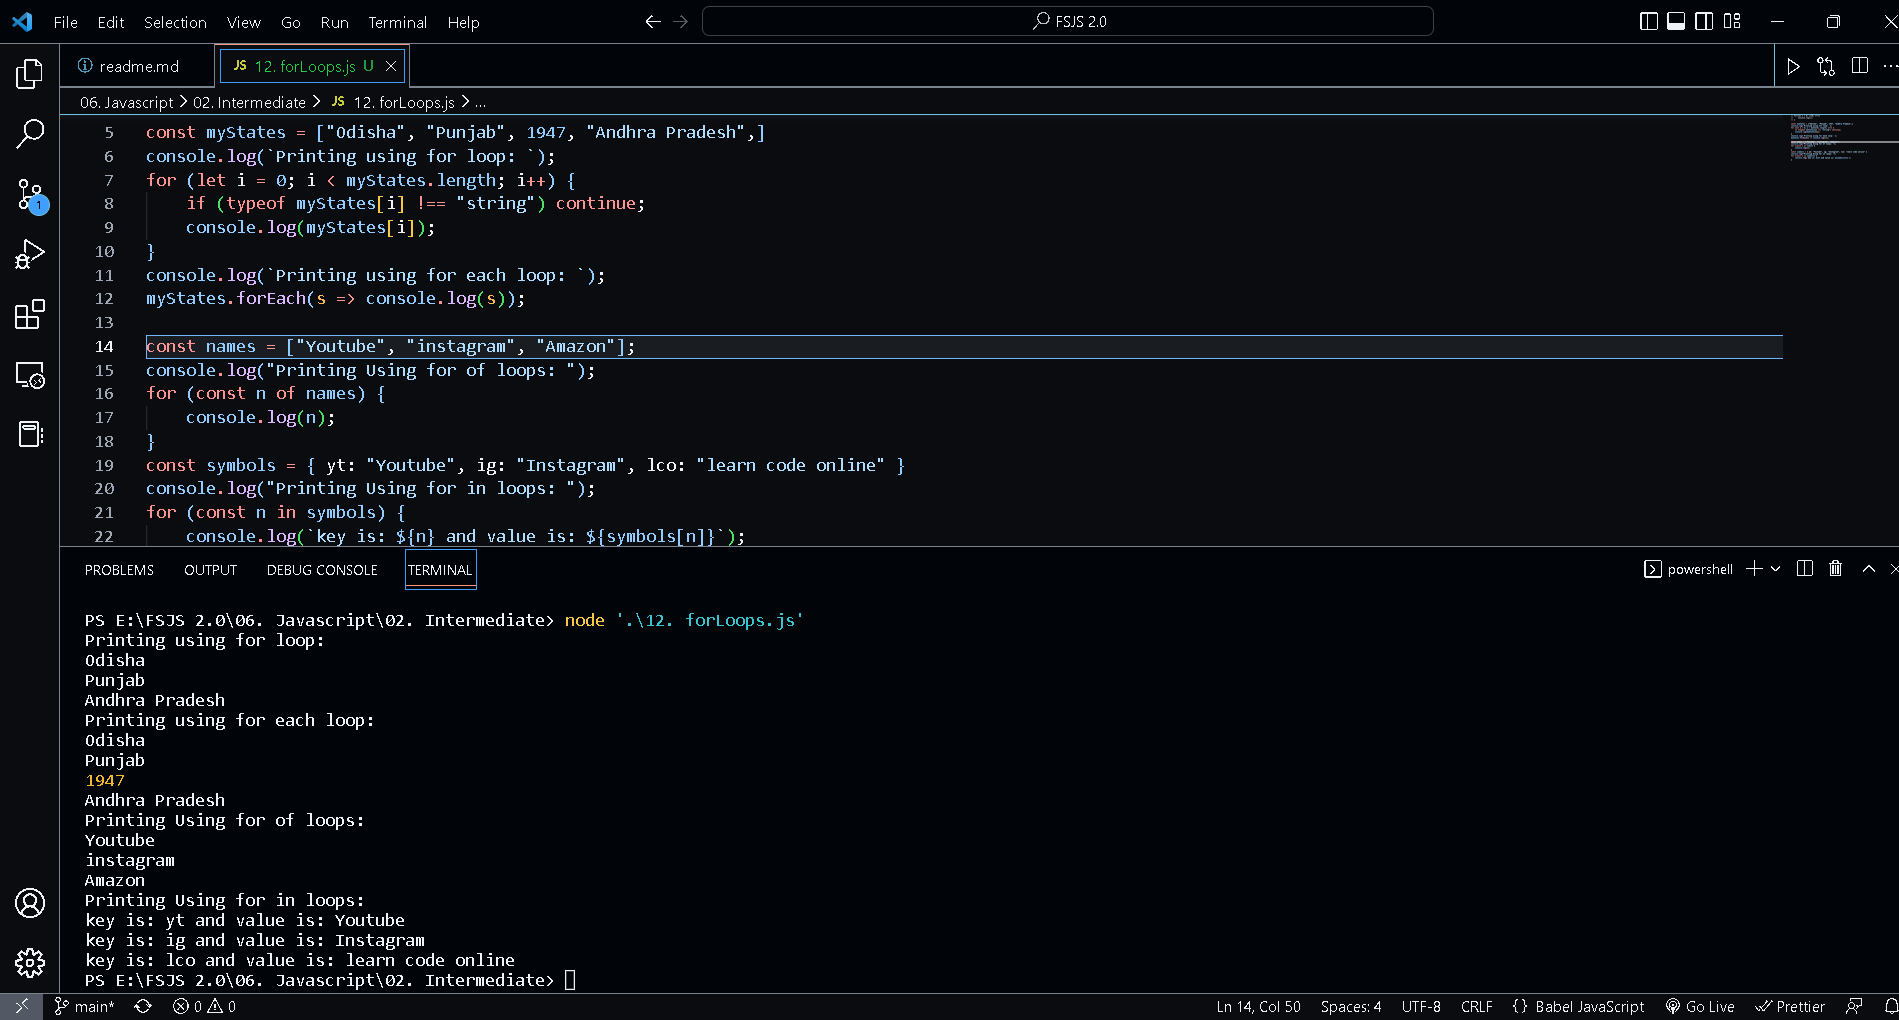 File Edit Selection View Go Run Terminal Help FSJS 2.0
readme.md JS 12. forLoops.js U
06. Javascript > 02. Intermediate > JS 12. forLoops.js > ...
5 const myStates = ["Odisha", "Punjab", 1947, "Andhra Pradesh",]
6 console.log(`Printing using for loop: `);
7 for (let i = 0; i < myStates.length; i++) {
8 if (typeof myStates[i] !== "string") continue;
9 console.log(myStates[i]);
10 }
11 console.log(`Printing using for each loop: `);
12 myStates.forEach(s => console.log(s));
13
14 const names = ["Youtube", "instagram", "Amazon"];
15 console.log("Printing Using for of loops: ");
16 for (const n of names) {
17 console.log(n);
18 }
19 const symbols = { yt: "Youtube", ig: "Instagram", lco: "learn code online" }
20 console.log("Printing Using for in loops: ");
21 for (const n in symbols) {
22 console.log(`key is: ${n} and value is: ${symbols[n]}`);
1
PROBLEMS OUTPUT DEBUG CONSOLE TERMINAL powershell
PS E:\FSJS 2.0\06. Javascript\02. Intermediate> node '.\12. forLoops.js'
Printing using for loop:
Odisha
Punjab
Andhra Pradesh
Printing using for each loop:
Odisha
Punjab
1947
Andhra Pradesh
Printing Using for of loops:
Youtube
instagram
Amazon
Printing Using for in loops:
key is: yt and value is: Youtube
key is: ig and value is: Instagram
key is: lco and value is: learn code online
PS E:\FSJS 2.0\06. Javascript\02. Intermediate>
main* 0 0 Ln 14, Col 50 Spaces: 4 UTF-8 CRLF {} Babel JavaScript Go Live Prettier